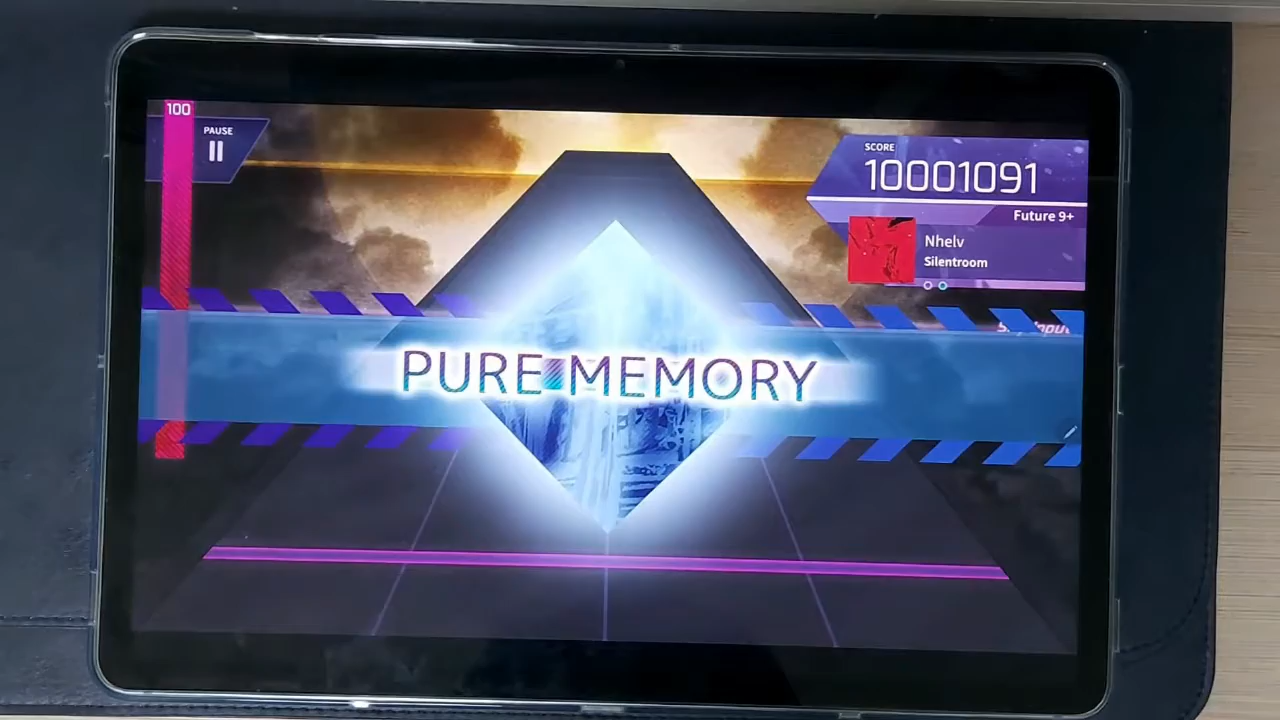 100
PAUSE
SCORE
10001091
Future 9+
Nhelv
Silentroom
PURE MEMORY